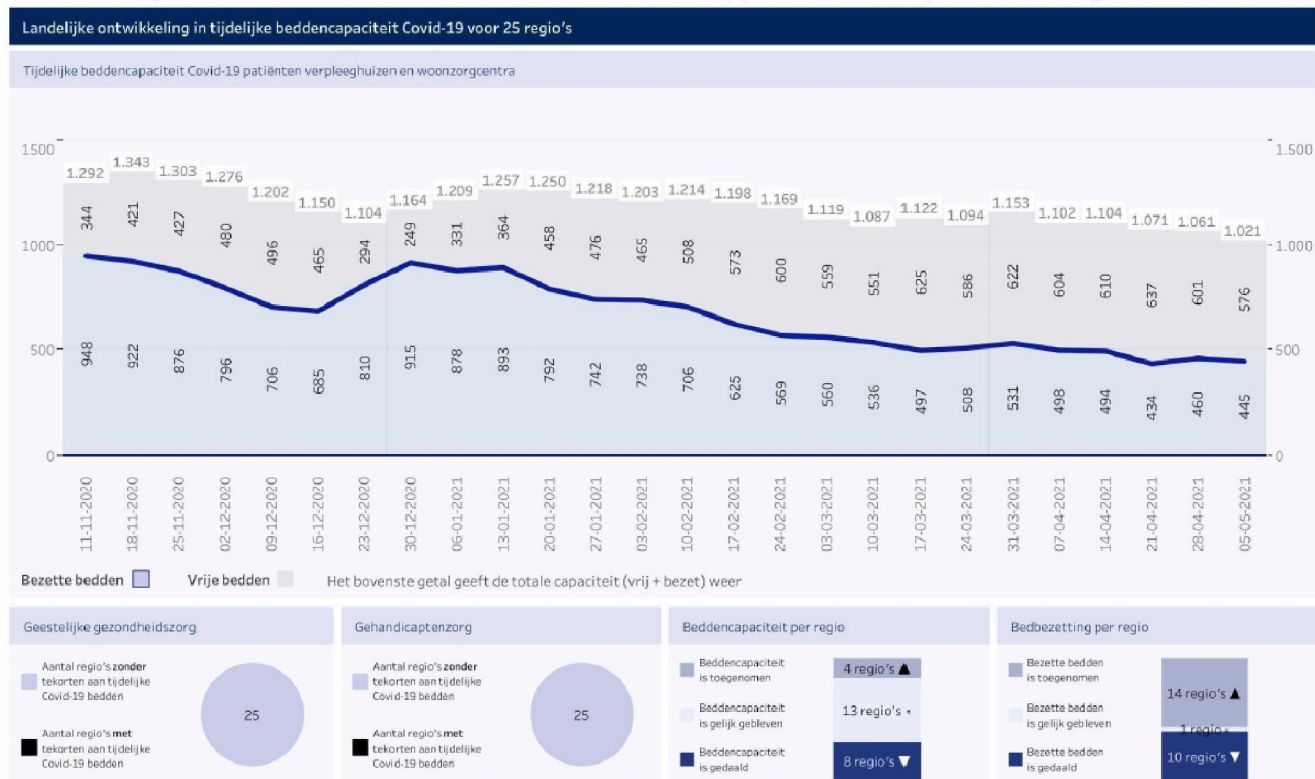 Landelijke ontwikkeling in tijdelijke beddencapaciteit Covid-19 voor 25 regio's
Tijdelijke beddencapaciteit Covid-19 patiënten verpleeghuizen en woonzorgcentra
1500 1.500
1.292 1.343 1.303 1.276 1.202 1.150 1.104 1.164 1.209 1.257 1.250 1.218 1.203 1.214 1.198 1.169 1.119 1.087 1.122 1.094 1.153 1.102 1.104 1.071 1.061 1.021
344 421 427 480 496 465 294 249 331 364 458 476 465 508 573 600 559 551 625 586 622 604 610 637 601 576
1000 1.000
500 500
948 922 876 796 706 685 810 915 878 893 792 742 738 706 625 569 560 536 497 508 531 498 494 434 460 445
0 0
11-11-2020 18-11-2020 25-11-2020 02-12-2020 09-12-2020 16-12-2020 23-12-2020 30-12-2020 06-01-2021 13-01-2021 20-01-2021 27-01-2021 03-02-2021 10-02-2021 17-02-2021 24-02-2021 03-03-2021 10-03-2021 17-03-2021 24-03-2021 31-03-2021 07-04-2021 14-04-2021 21-04-2021 28-04-2021 05-05-2021
Bezette bedden Vrije bedden Het bovenste getal geeft de totale capaciteit (vrij + bezet) weer
Geestelijke gezondheidszorg
Aantal regio's zonder
tekorten aan tijdelijke
Covid-19 bedden
25
Aantal regio's met
tekorten aan tijdelijke
Covid-19 bedden
Gehandicaptenzorg
Aantal regio's zonder
tekorten aan tijdelijke
Covid-19 bedden
25
Aantal regio's met
tekorten aan tijdelijke
Covid-19 bedden
Beddencapaciteit per regio
Beddencapaciteit
is toegenomen
4 regio's ▲
Beddencapaciteit
is gelijk gebleven
13 regio's =
Beddencapaciteit
is gedaald
8 regio's ▼
Bedbezetting per regio
Bezette bedden
is toegenomen
14 regio's ▲
Bezette bedden
is gelijk gebleven
1 regio =
Bezette bedden
is gedaald
10 regio's ▼